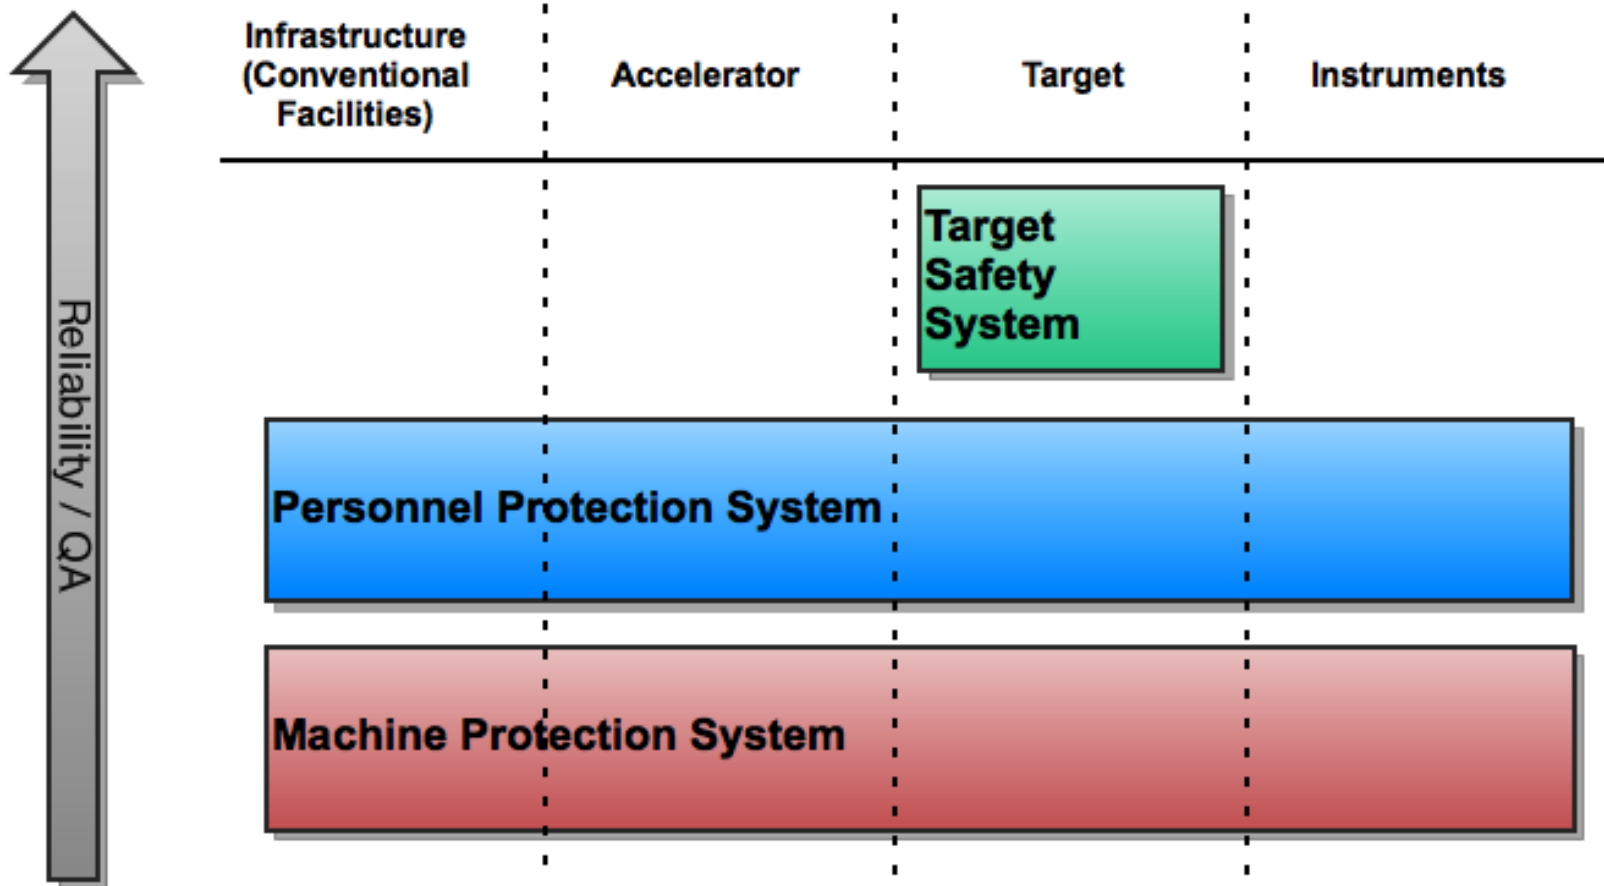 Infrastructure
(Conventional
Facilities)
Accelerator
Target
Instruments
Target
Safety
System
Reliability / QA
Personnel Protection System
Machine Protection System